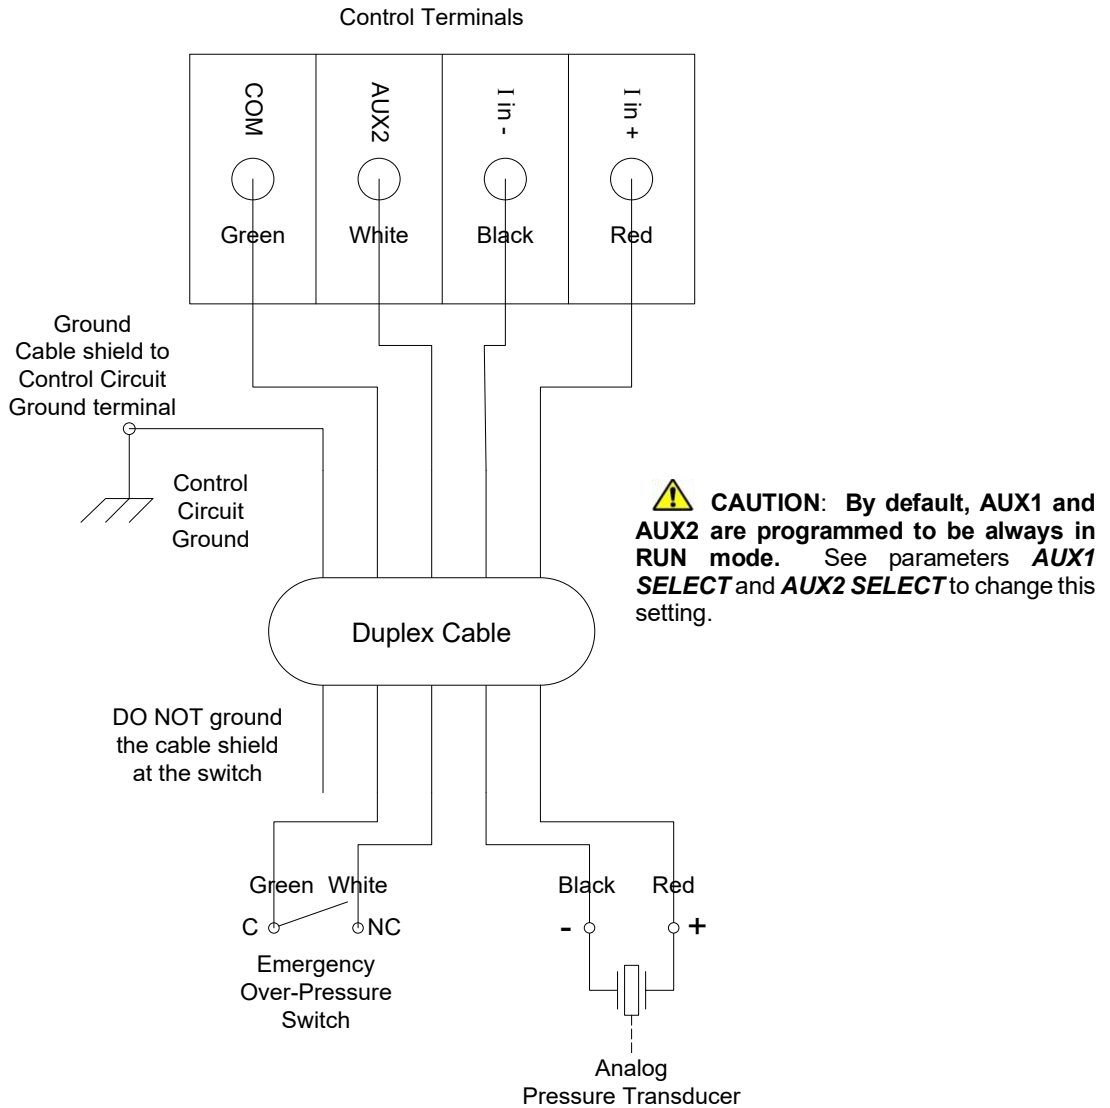 Control Terminals
COM
AUX2
I in -
I in +
Green
White
Black
Red
Ground
Cable shield to
Control Circuit
Ground terminal
Control
Circuit
Ground
CAUTION: By default, AUX1 and
AUX2 are programmed to be always in
RUN mode. See parameters AUX1
SELECT and AUX2 SELECT to change this
setting.
Duplex Cable
DO NOT ground
the cable shield
at the switch
Green White
Black Red
C
NC
-
+
Emergency
Over-Pressure
Switch
Analog
Pressure Transducer